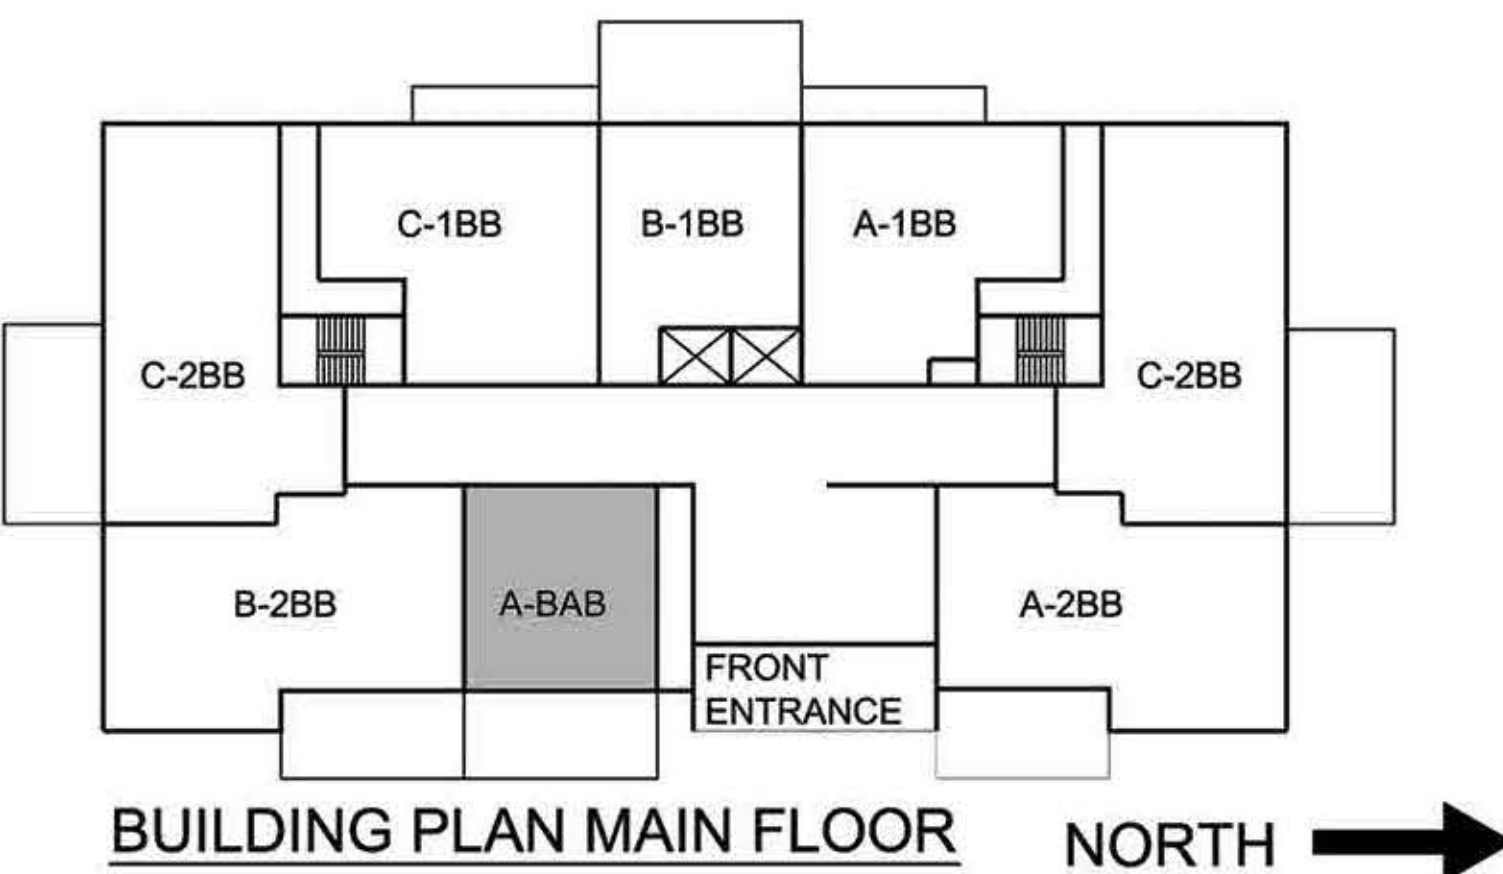 C-1BB
B-1BB
A-1BB
C-2BB
C-2BB
B-2BB
A-BAB
A-2BB
FRONT
ENTRANCE
BUILDING PLAN MAIN FLOOR
NORTH